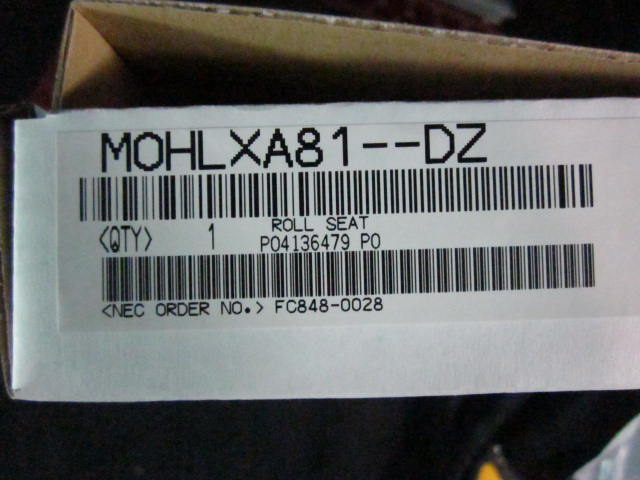 MOHLXA81--DZ
ROLL SEAT
<QTY> 1 P04136479 P0
<NEC ORDER NO.> FC848-0028